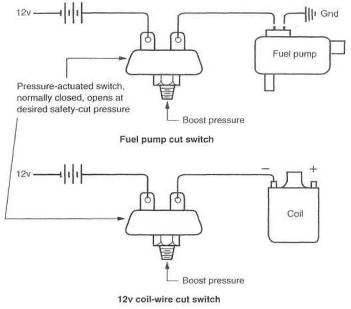 12v
Gnd
Fuel pump
Pressure-actuated switch,
normally closed, opens at
desired safety-cut pressure
Boost pressure
Fuel pump cut switch
12v
− +
Coil
Boost pressure
12v coil-wire cut switch